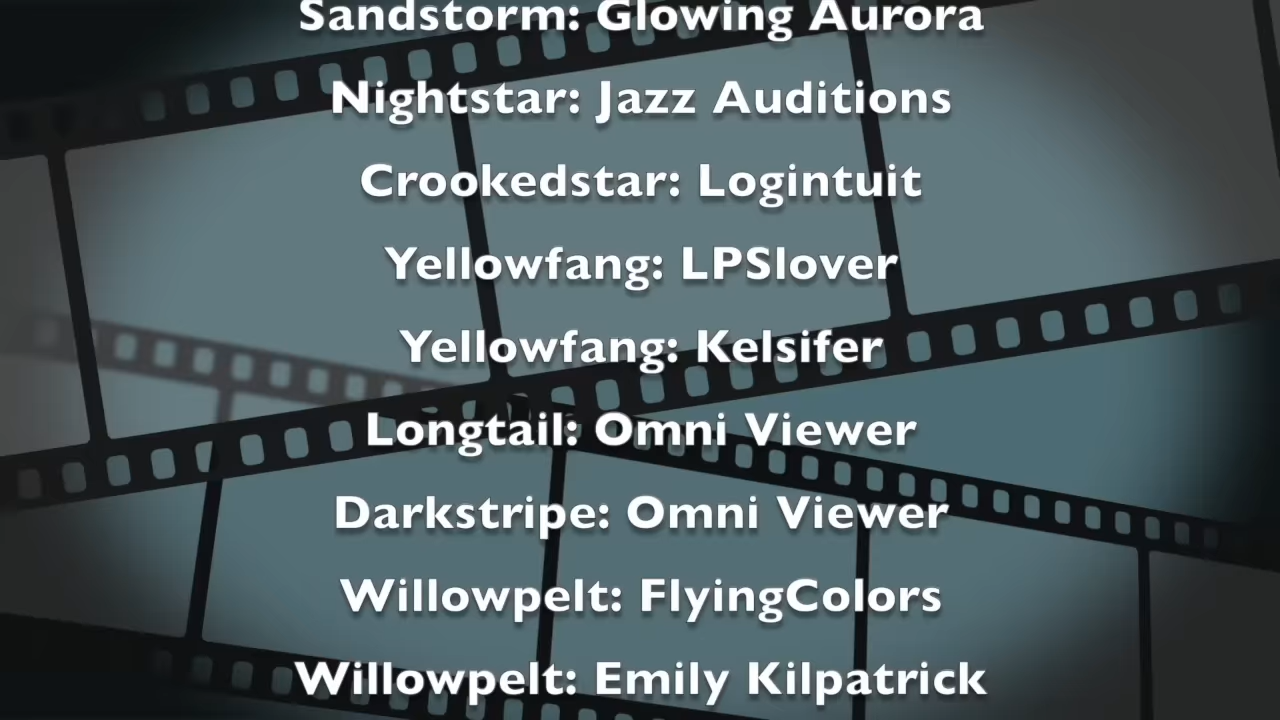 Sandstorm: Glowing Aurora
Nightstar: Jazz Auditions
Crookedstar: Logintuit
Yellowfang: LPSlover
Yellowfang: Kelsifer
Longtail: Omni Viewer
Darkstripe: Omni Viewer
Willowpelt: FlyingColors
Willowpelt: Emily Kilpatrick